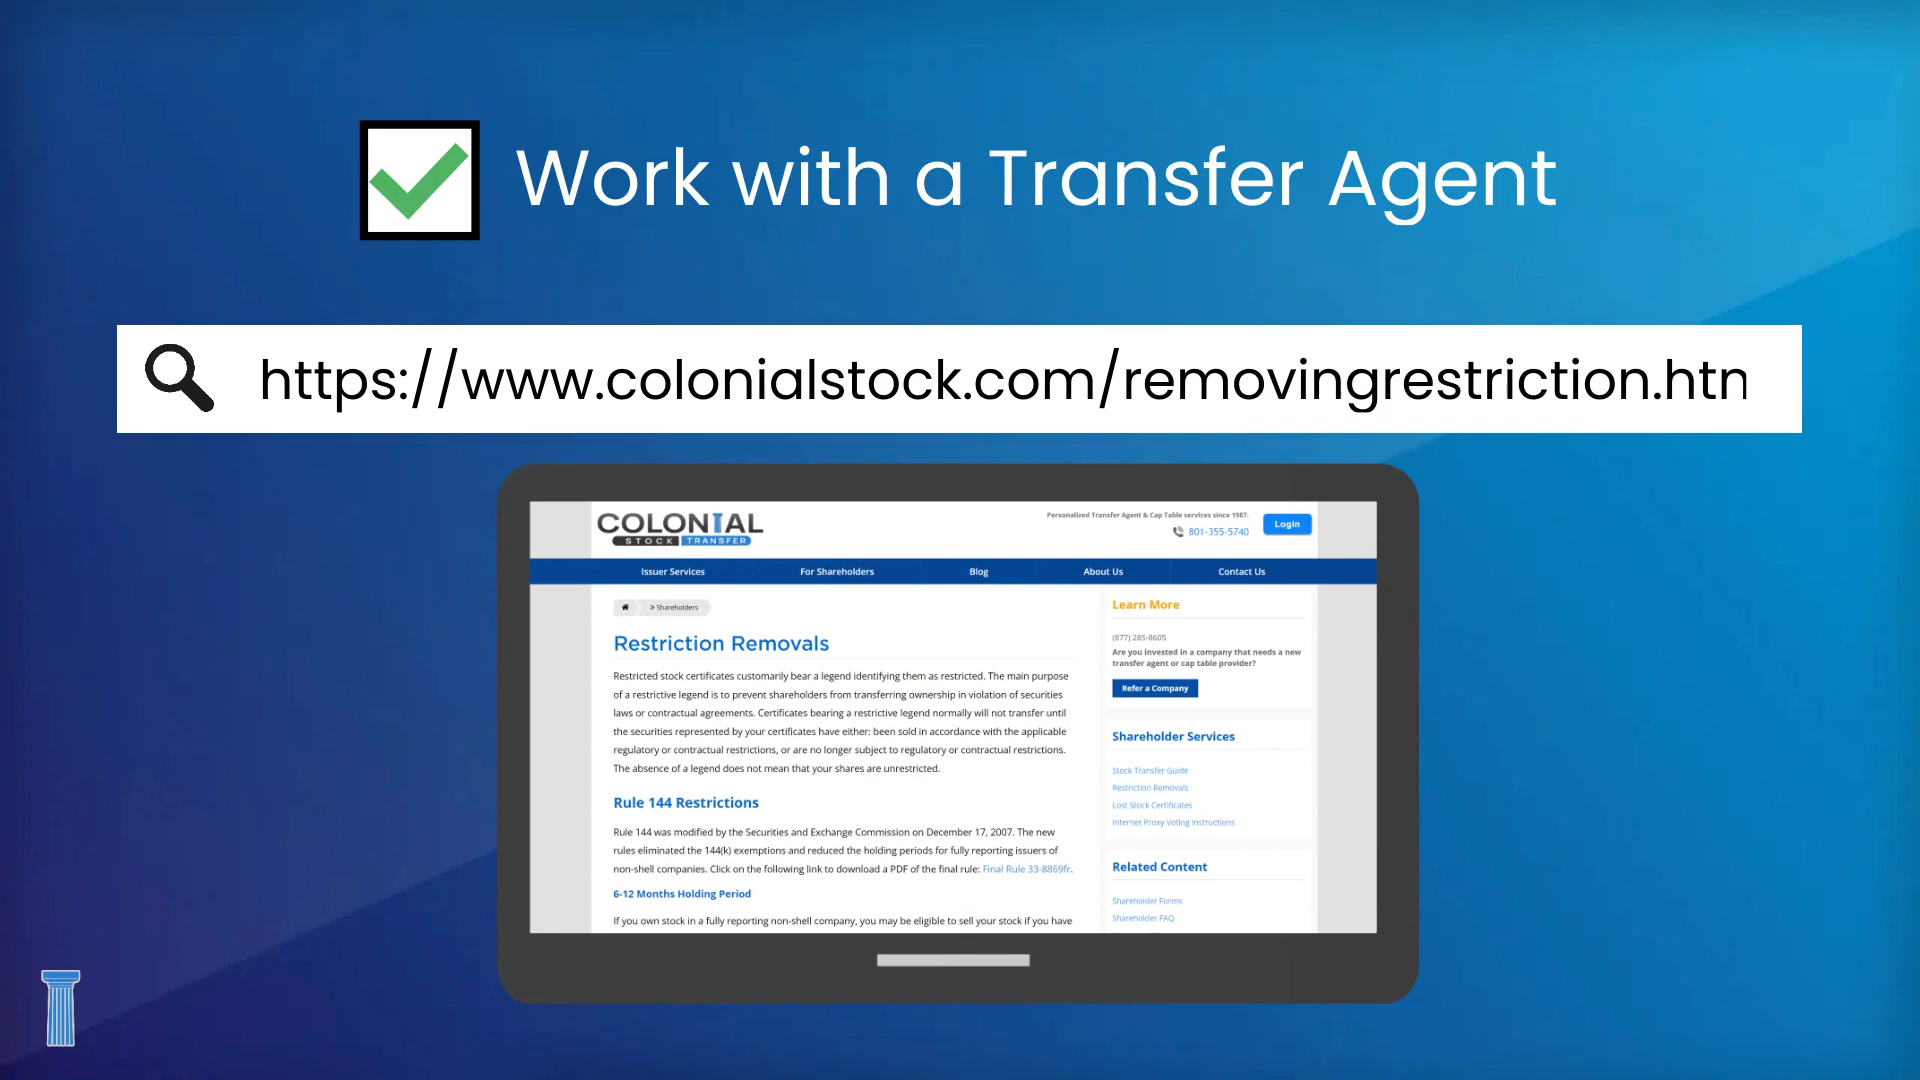 Work with a Transfer Agent
https://www.colonialstock.com/removingrestriction.htn
COLONIAL
STOCK TRANSFER
Personalized Transfer Agent & Cap Table services since 1987.
801-355-5740
Login
Issuer Services
For Shareholders
Blog
About Us
Contact Us
» Shareholders
Restriction Removals
Restricted stock certificates customarily bear a legend identifying them as restricted. The main purpose
of a restrictive legend is to prevent shareholders from transferring ownership in violation of securities
laws or contractual agreements. Certificates bearing a restrictive legend normally will not transfer until
the securities represented by your certificates have either: been sold in accordance with the applicable
regulatory or contractual restrictions, or are no longer subject to regulatory or contractual restrictions.
The absence of a legend does not mean that your shares are unrestricted.
Rule 144 Restrictions
Rule 144 was modified by the Securities and Exchange Commission on December 17, 2007. The new
rules eliminated the 144(k) exemptions and reduced the holding periods for fully reporting issuers of
non-shell companies. Click on the following link to download a PDF of the final rule: Final Rule 33-8869fr.
6-12 Months Holding Period
If you own stock in a fully reporting non-shell company, you may be eligible to sell your stock if you have
Learn More
(877) 285-8605
Are you invested in a company that needs a new
transfer agent or cap table provider?
Refer a Company
Shareholder Services
Stock Transfer Guide
Restriction Removals
Lost Stock Certificates
Internet Proxy Voting Instructions
Related Content
Shareholder Forms
Shareholder FAQ